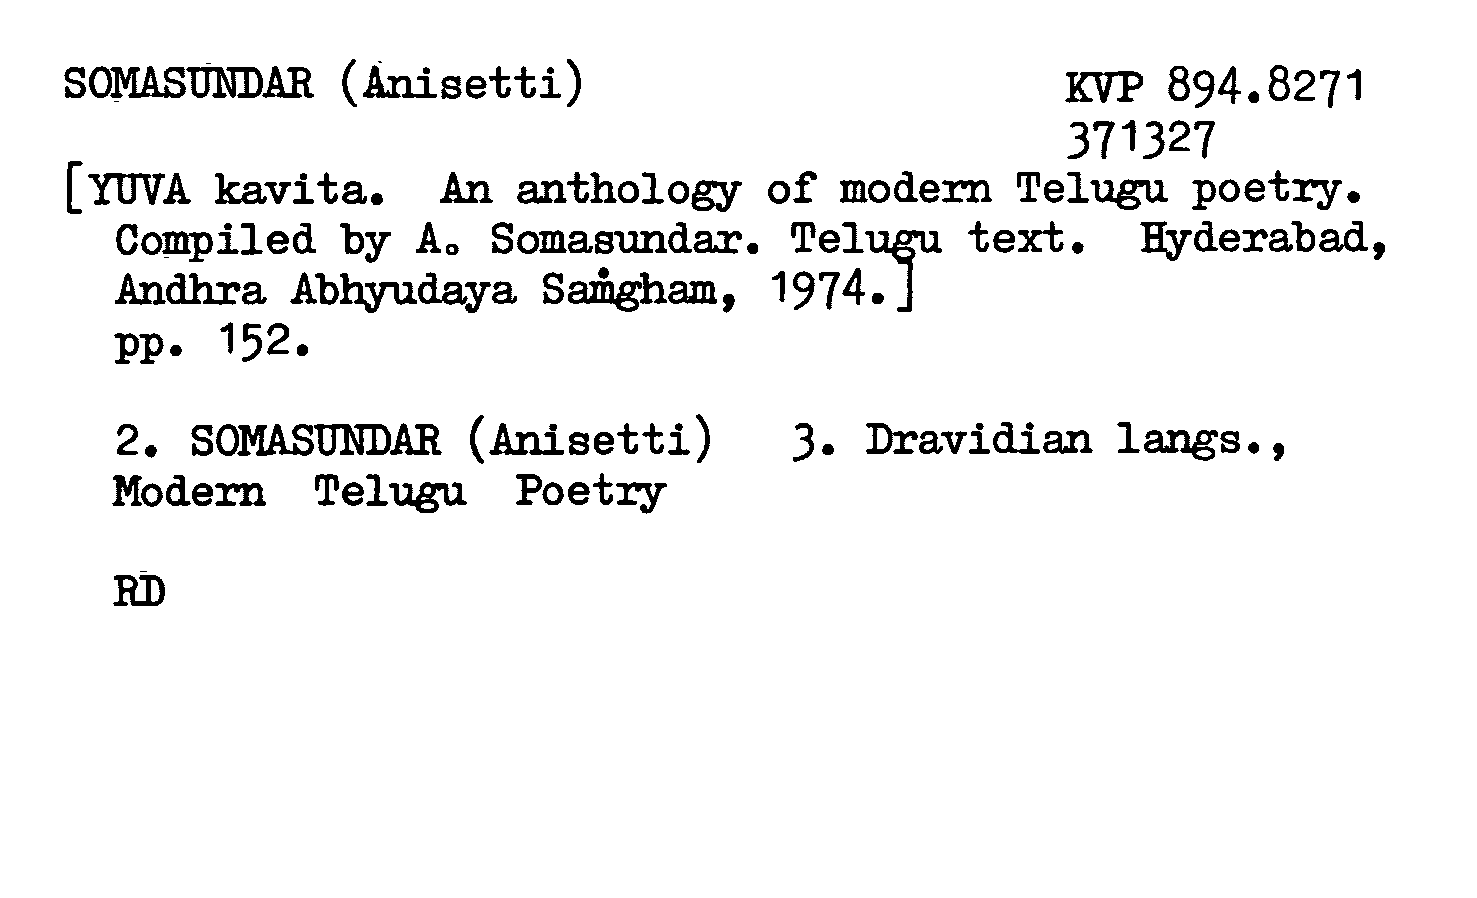 SOMASUNDAR (Anisetti) KVP 894.8271
371327
[YUVA kavita. An anthology of modern Telugu poetry.
Compiled by A. Somasundar. Telugu text. Hyderabad,
Andhra Abhyudaya Saṁgham, 1974.]
pp. 152.
2. SOMASUNDAR (Anisetti) 3. Dravidian langs.,
Modern Telugu Poetry
RD